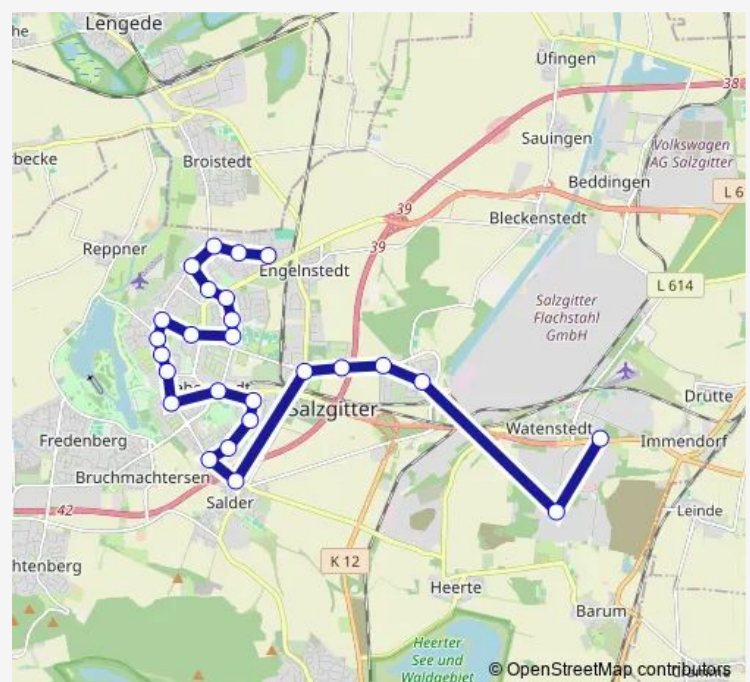 Lengede
he
Üfingen
38
Sauingen
Volkswagen
AG Salzgitter
becke
Broistedt
Beddingen
L 6
39
Bleckenstedt
Reppner
39
Engelnstedt
L 614
Salzgitter
Flachstahl
GmbH
Drütte
Salzgitter
Watenstedt
Fredenberg
Immendorf
Bruchmachtersen
Salder
42
Leinde
K 12
htenberg
Heerte
Barum
Heerter
See und
Waldgebiet
© OpenStreetMap contributors